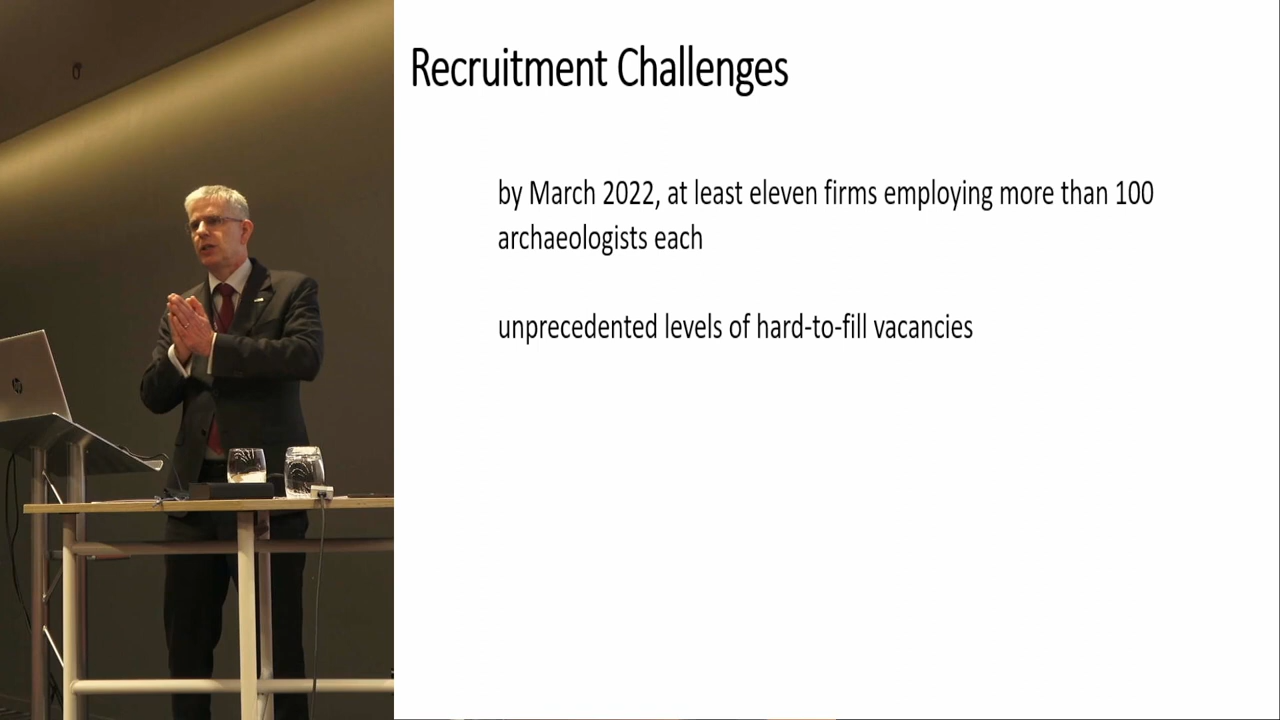 Recruitment Challenges
by March 2022, at least eleven firms employing more than 100
archaeologists each
unprecedented levels of hard-to-fill vacancies
hp